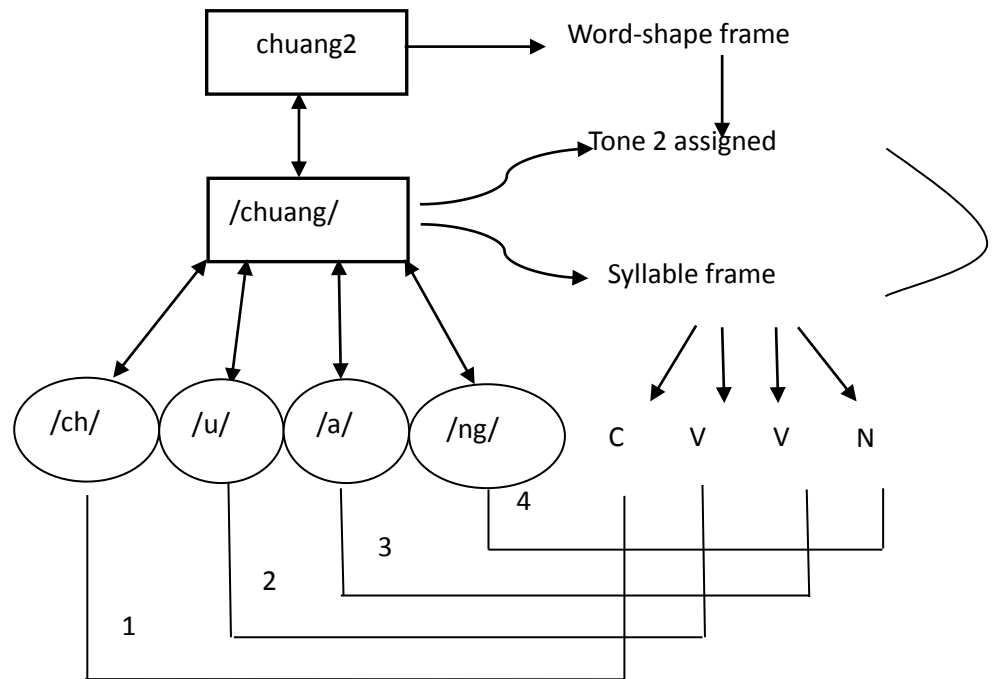 chuang2
Word-shape frame
Tone 2 assigned
/chuang/
Syllable frame
/ch/
/u/
/a/
/ng/
C
V
V
N
4
3
2
1